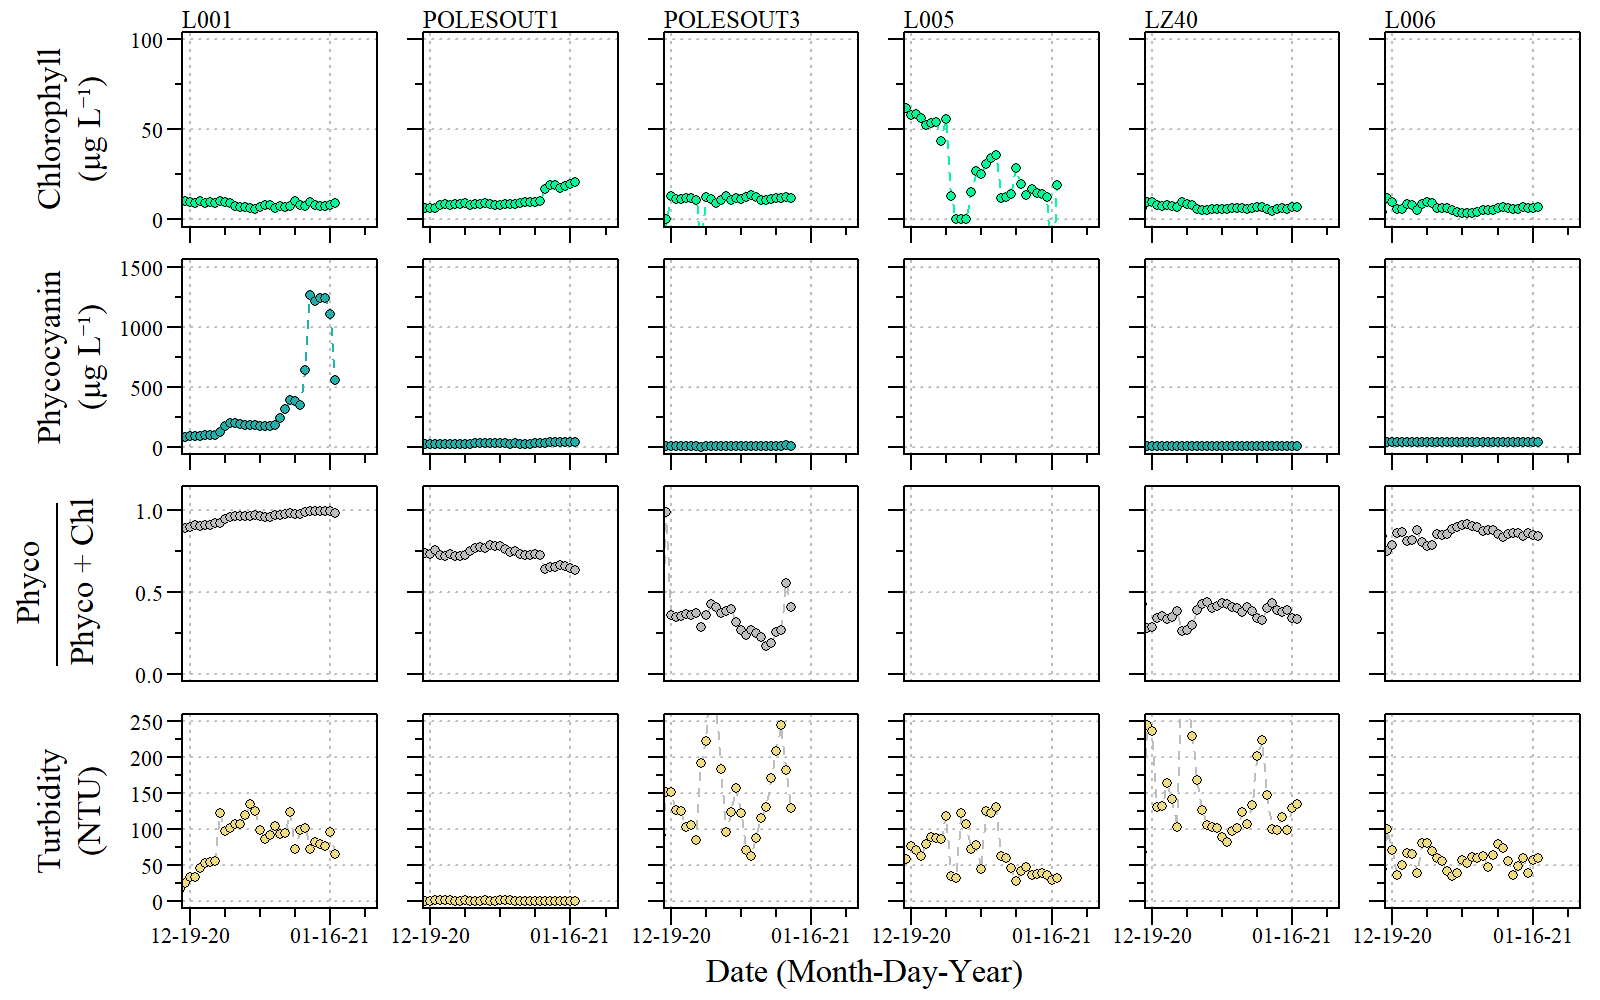 L001 POLESOUT1 POLESOUT3 L005 LZ40 L006
Chlorophyll
(µg L⁻¹)
100
50
0
Phycocyanin
(µg L⁻¹)
1500
1000
500
0
Phyco
Phyco + Chl
1.0
0.5
0.0
Turbidity
(NTU)
250
200
150
100
50
0
12-19-20 01-16-21 12-19-20 01-16-21 12-19-20 01-16-21 12-19-20 01-16-21 12-19-20 01-16-21 12-19-20 01-16-21
Date (Month-Day-Year)